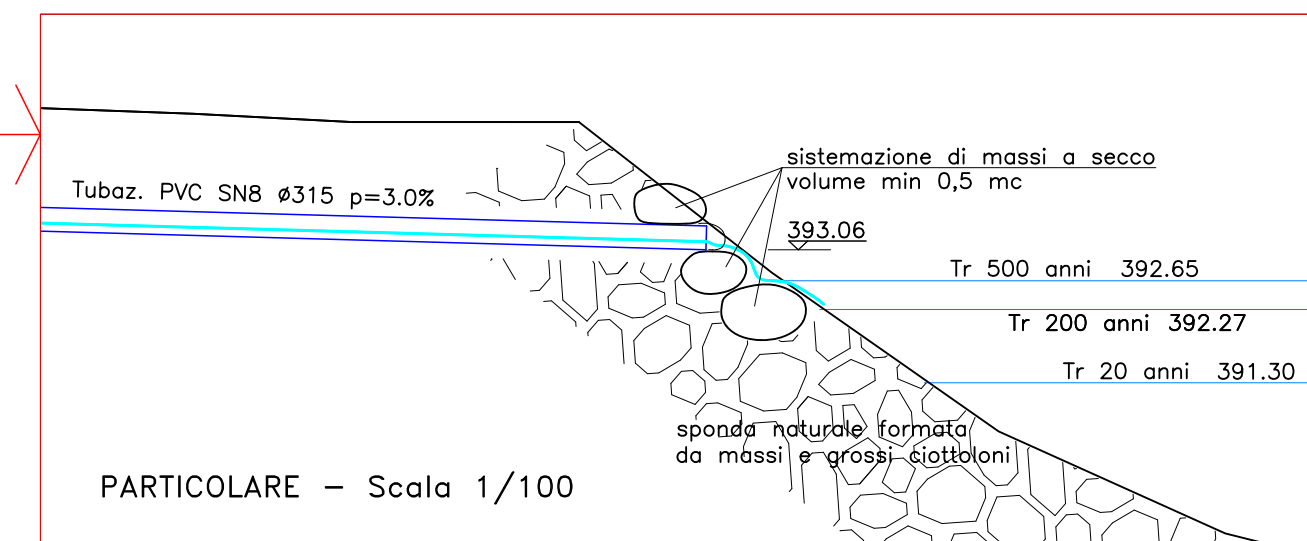 sistemazione di massi a secco
volume min 0,5 mc
Tubaz. PVC SN8 ø315 p=3.0%
393.06
Tr 500 anni 392.65
Tr 200 anni 392.27
Tr 20 anni 391.30
sponda naturale formata
da massi e grossi ciottoloni
PARTICOLARE – Scala 1/100